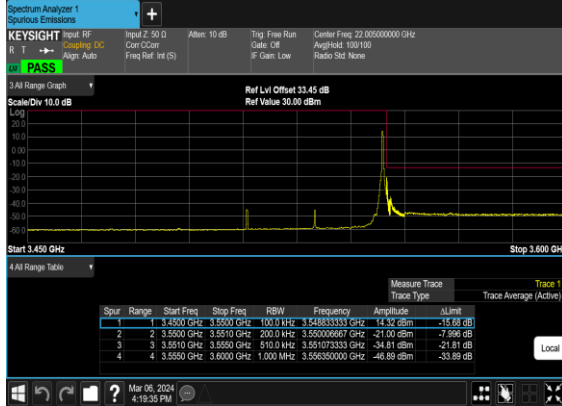 Spectrum Analyzer 1
Spurious Emissions
+
KEYSIGHT Input: RF Input Z: 50 Ω Atten: 10 dB Trig: Free Run Center Freq: 22.005000000 GHz
R T Coupling: DC Corr CCorr Gate: Off Avg|Hold: 100/100
Align: Auto Freq Ref: Int (S) IF Gain: Low Radio Std: None
PASS
3 All Range Graph
Ref Lvl Offset 33.45 dB
Scale/Div 10.0 dB Ref Value 30.00 dBm
Log
20.0
10.0
0.00
-10.0
-20.0
-30.0
-40.0
-50.0
-60.0
Start 3.450 GHz Stop 3.600 GH
4 All Range Table
Measure Trace Trace 1
Trace Type Trace Average (Active)
Spur Range Start Freq Stop Freq RBW Frequency Amplitude ΔLimit
1 1 3.4500 GHz 3.5500 GHz 100.0 kHz 3.548833333 GHz 14.32 dBm -15.68 dB
2 2 3.5500 GHz 3.5510 GHz 200.0 kHz 3.550006667 GHz -21.00 dBm -7.996 dB
3 3 3.5510 GHz 3.5550 GHz 510.0 kHz 3.551073333 GHz -34.81 dBm -21.81 dB
4 4 3.5550 GHz 3.6000 GHz 1.000 MHz 3.556350000 GHz -46.89 dBm -33.89 dB
Local
? Mar 06, 2024
4:19:35 PM